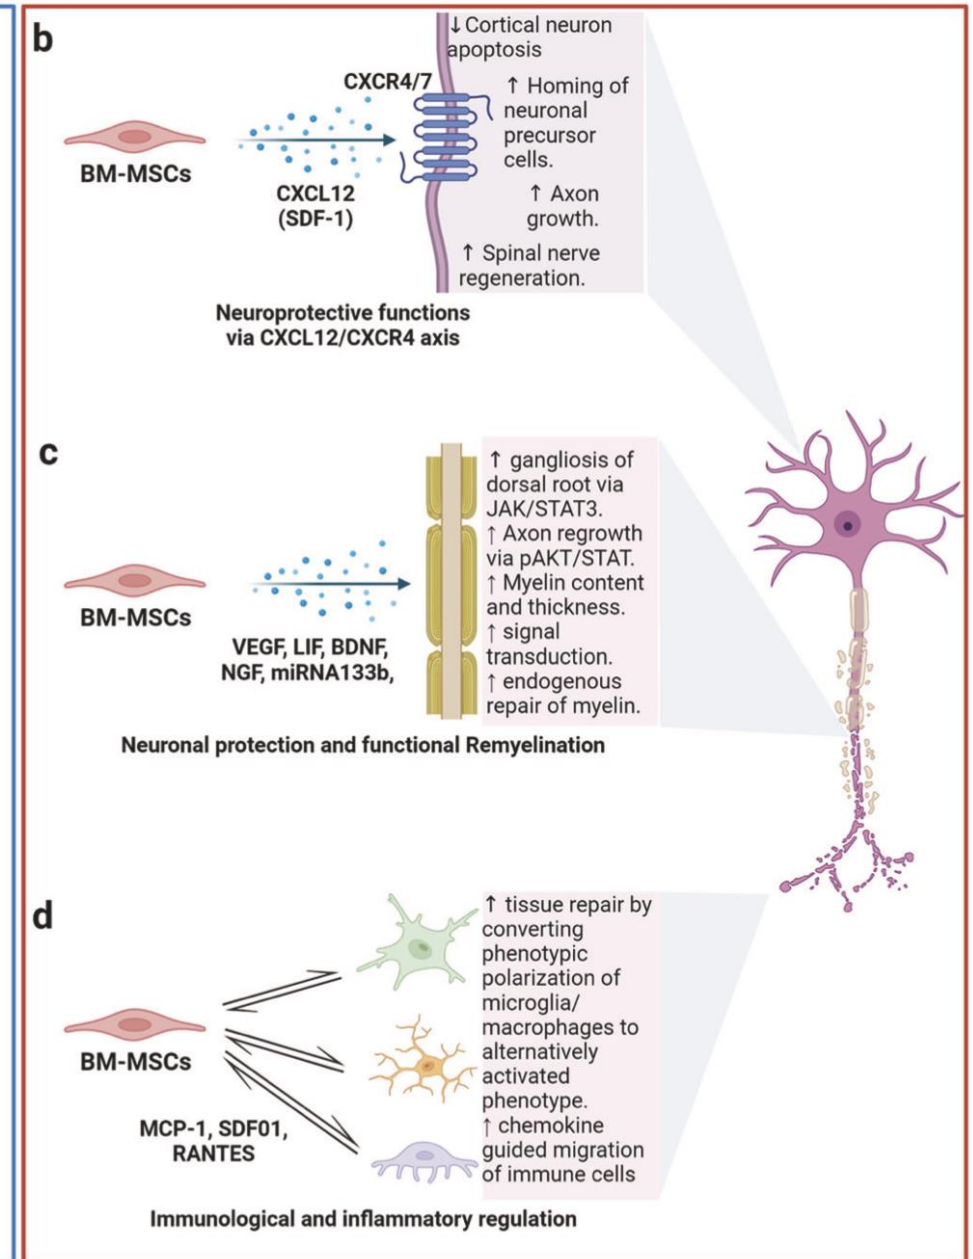 b
↓Cortical neuron
apoptosis
CXCR4/7
↑ Homing of
neuronal
precursor
cells.
BM-MSCs
CXCL12
(SDF-1)
↑ Axon
growth.
↑ Spinal nerve
regeneration.
Neuroprotective functions
via CXCL12/CXCR4 axis
c
↑ gangliosis of
dorsal root via
JAK/STAT3.
↑ Axon regrowth
via pAKT/STAT.
↑ Myelin content
and thickness.
↑ signal
transduction.
↑ endogenous
repair of myelin.
BM-MSCs
VEGF, LIF, BDNF,
NGF, miRNA133b,
Neuronal protection and functional Remyelination
d
↑ tissue repair by
converting
phenotypic
polarization of
microglia/
macrophages to
alternatively
activated
phenotype.
↑ chemokine
guided migration
of immune cells
BM-MSCs
MCP-1, SDF01,
RANTES
Immunological and inflammatory regulation